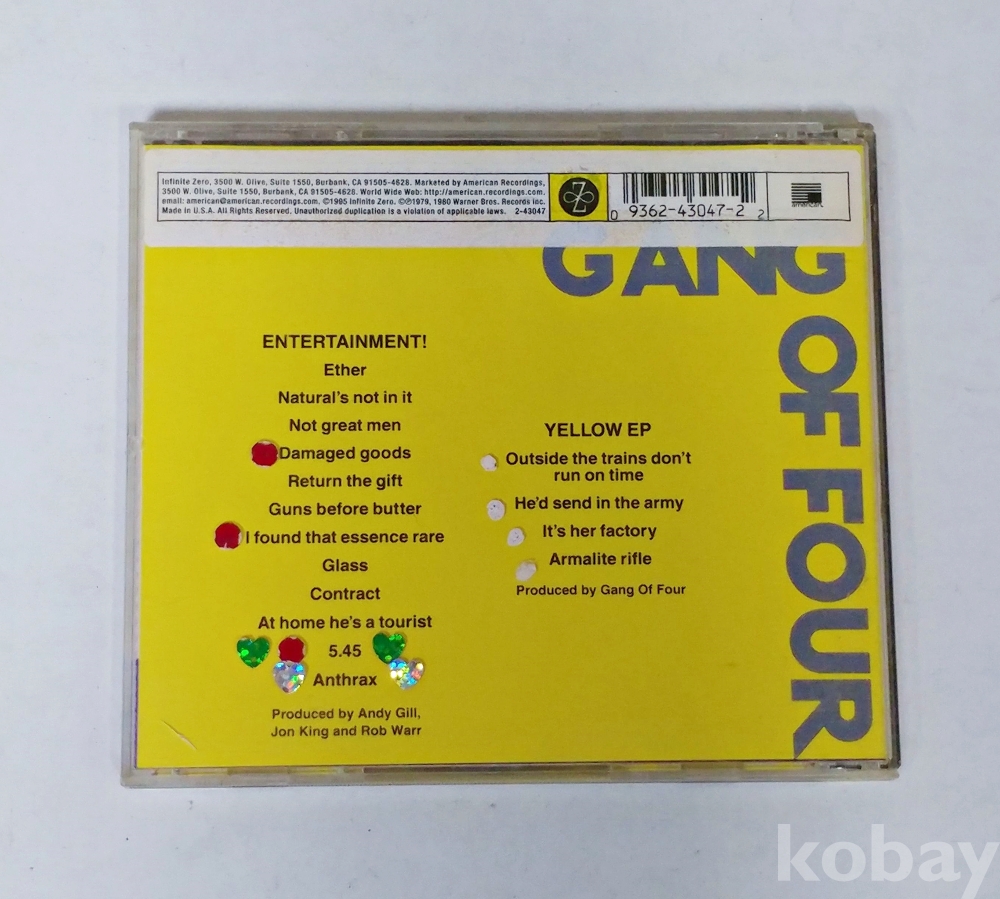 Infinite Zero, 3500 W. Olive, Suite 1550, Burbank, CA 91505-4628. Marketed by American Recordings,
3500 W. Olive, Suite 1550, Burbank, CA 91505-4628. World Wide Web: http://american.recordings.com.
email: american@american.recordings.com, ©1995 Infinite Zero. ©℗1979, 1980 Warner Bros. Records Inc.
Made in U.S.A. All Rights Reserved. Unauthorized duplication is a violation of applicable laws. 2-43047
Z
0 9362-43047-2 2
american.
GANG
OF FOUR
ENTERTAINMENT!
Ether
Natural's not in it
Not great men
Damaged goods
Return the gift
Guns before butter
I found that essence rare
Glass
Contract
At home he's a tourist
5.45
Anthrax
Produced by Andy Gill,
Jon King and Rob Warr
YELLOW EP
Outside the trains don't
run on time
He'd send in the army
It's her factory
Armalite rifle
Produced by Gang Of Four
kobay